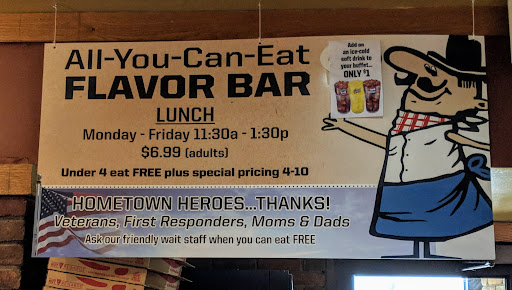 All-You-Can-Eat
FLAVOR BAR
LUNCH
Monday - Friday 11:30a - 1:30p
$6.99 (adults)
Under 4 eat FREE plus special pricing 4-10
Add on
an ice-cold
soft drink to
your buffet...
ONLY $1
HOMETOWN HEROES...THANKS!
Veterans, First Responders, Moms & Dads
Ask our friendly wait staff when you can eat FREE